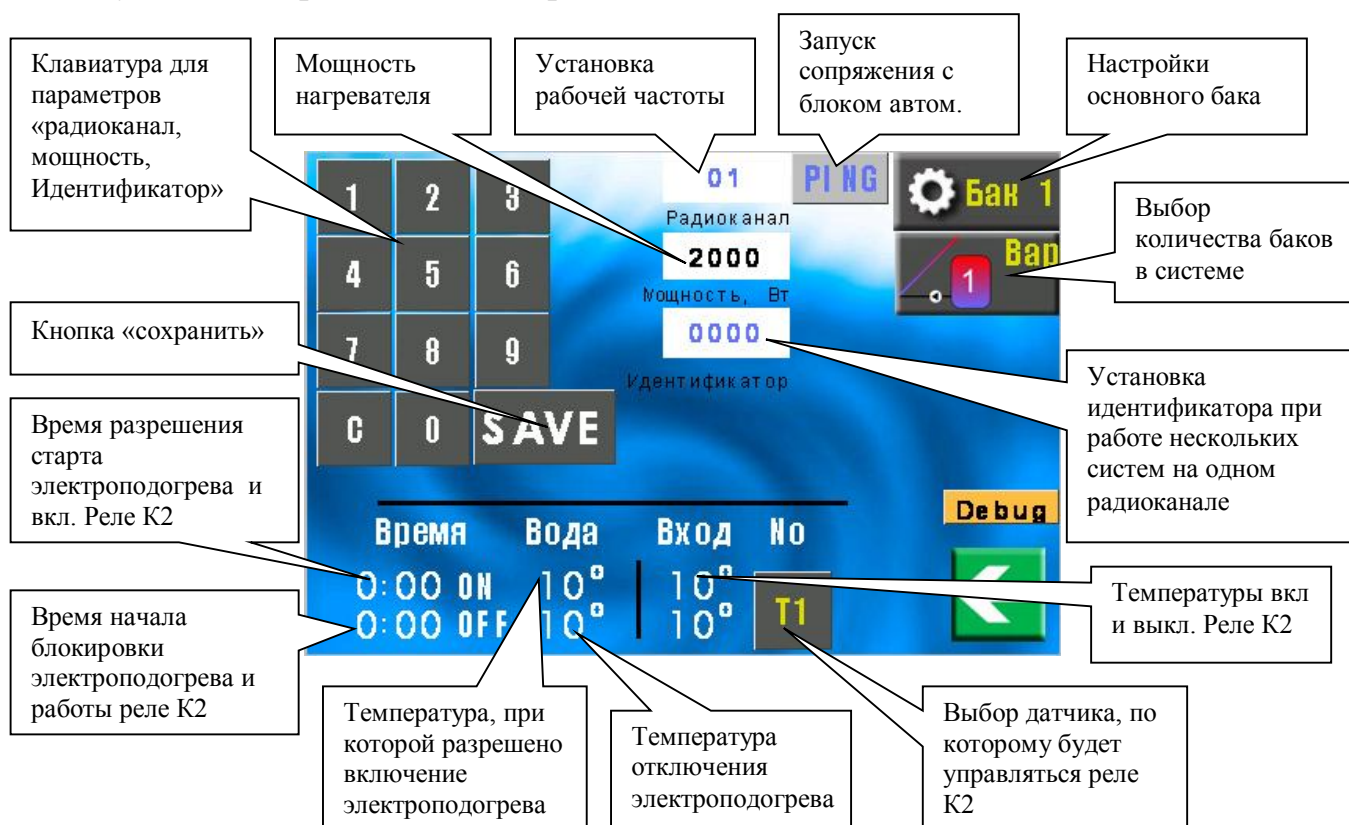 Клавиатура для
параметров
«радиоканал,
мощность,
Идентификатор»
Мощность
нагревателя
Установка
рабочей частоты
Запуск
сопряжения с
блоком автом.
Настройки
основного бака
Выбор
количества баков
в системе
Кнопка «сохранить»
Время разрешения
старта
электроподогрева и
вкл. Реле К2
Время начала
блокировки
электроподогрева и
работы реле К2
1 2 3
4 5 6
7 8 9
C 0 SAVE
01
Радиоканал
2000
Мощность, Вт
0000
Идентификатор
PING
Бак 1
Вар
1
Debug
Время Вода Вход No
0:00 ON 10° 10°
0:00 OFF 10° 10°
T1
Установка
идентификатора при
работе нескольких
систем на одном
радиоканале
Температуры вкл
и выкл. Реле К2
Температура, при
которой разрешено
включение
электроподогрева
Температура
отключения
электроподогрева
Выбор датчика, по
которому будет
управляться реле
К2